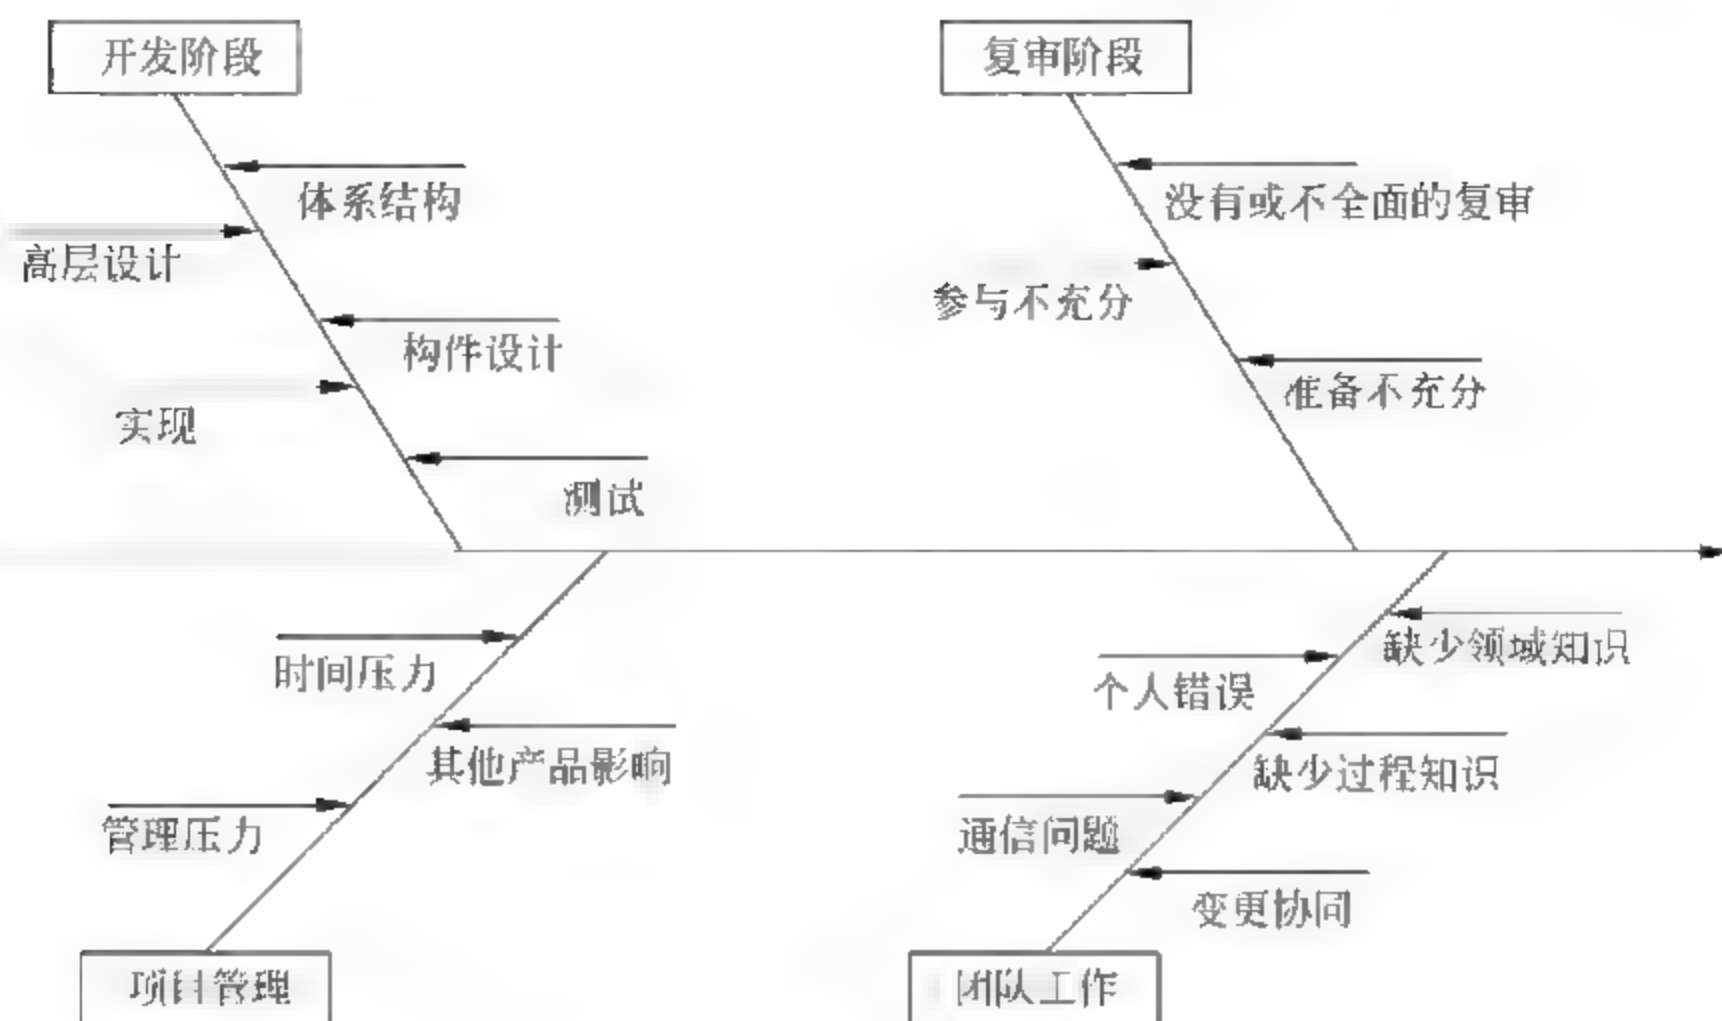 开发阶段
复审阶段
体系结构
没有或不全面的复审
高层设计
参与不充分
构件设计
准备不充分
实现
测试
缺少领域知识
时间压力
个人错误
其他产品影响
缺少过程知识
管理压力
通信问题
变更协同
项目管理
团队工作